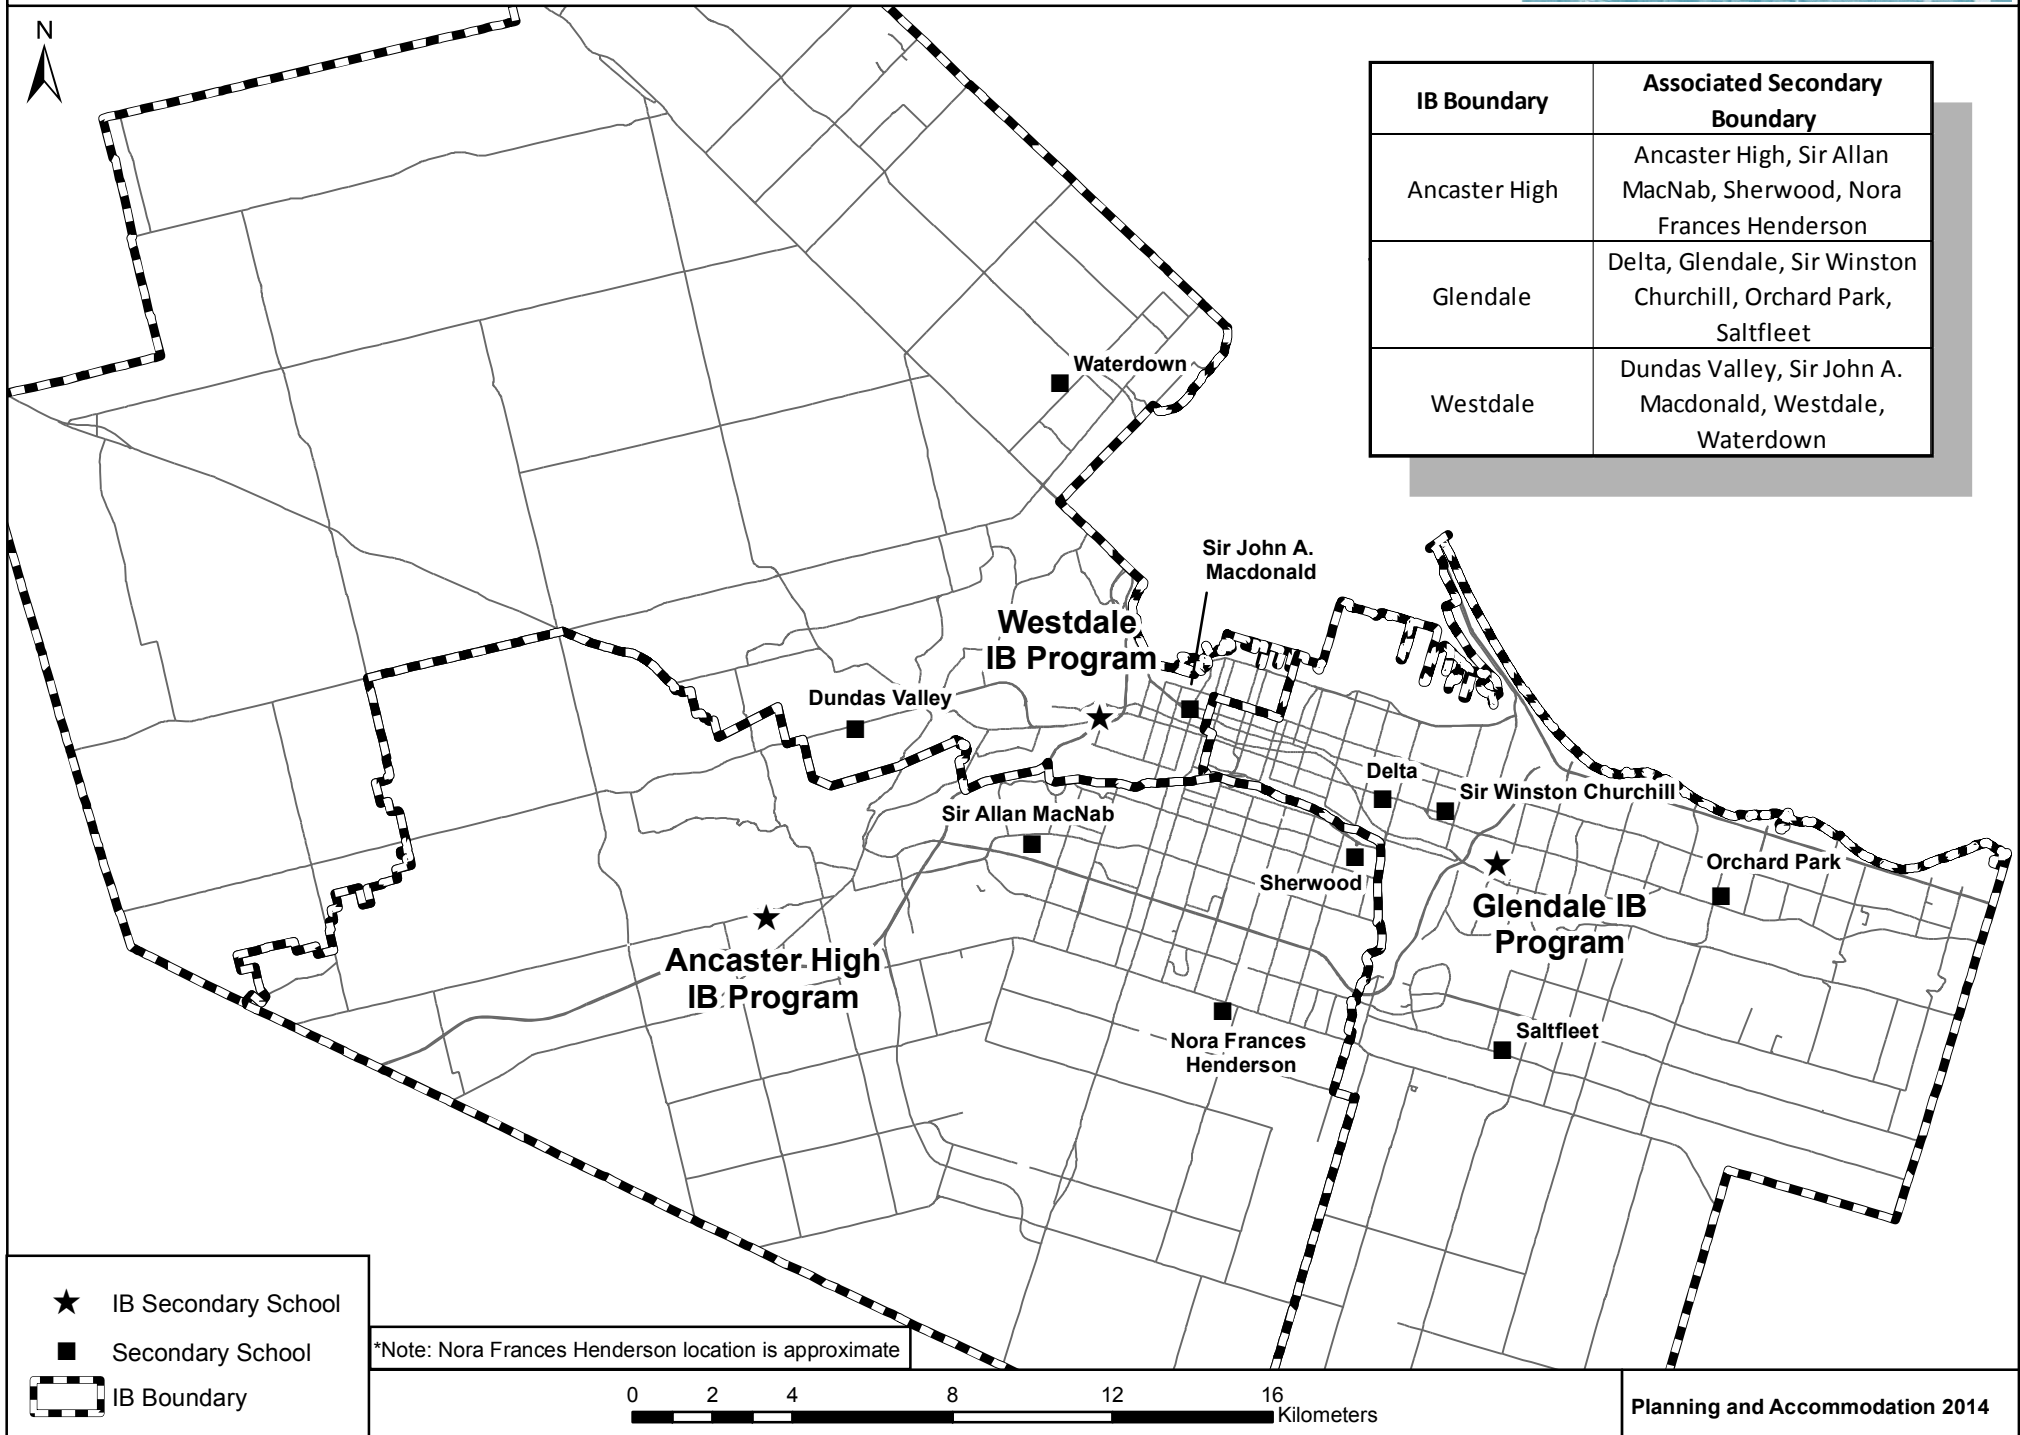 N
IB Boundary
Associated Secondary
Boundary
Ancaster High
Ancaster High, Sir Allan
MacNab, Sherwood, Nora
Frances Henderson
Glendale
Delta, Glendale, Sir Winston
Churchill, Orchard Park,
Saltfleet
Westdale
Dundas Valley, Sir John A.
Macdonald, Westdale,
Waterdown
Waterdown
Sir John A.
Macdonald
Westdale
IB Program
Dundas Valley
Delta
Sir Winston Churchill
Sir Allan MacNab
Orchard Park
Sherwood
Glendale IB
Program
Ancaster High
IB Program
Saltfleet
Nora Frances
Henderson
IB Secondary School
Secondary School
IB Boundary
*Note: Nora Frances Henderson location is approximate
0 2 4 8 12 16
Kilometers
Planning and Accommodation 2014